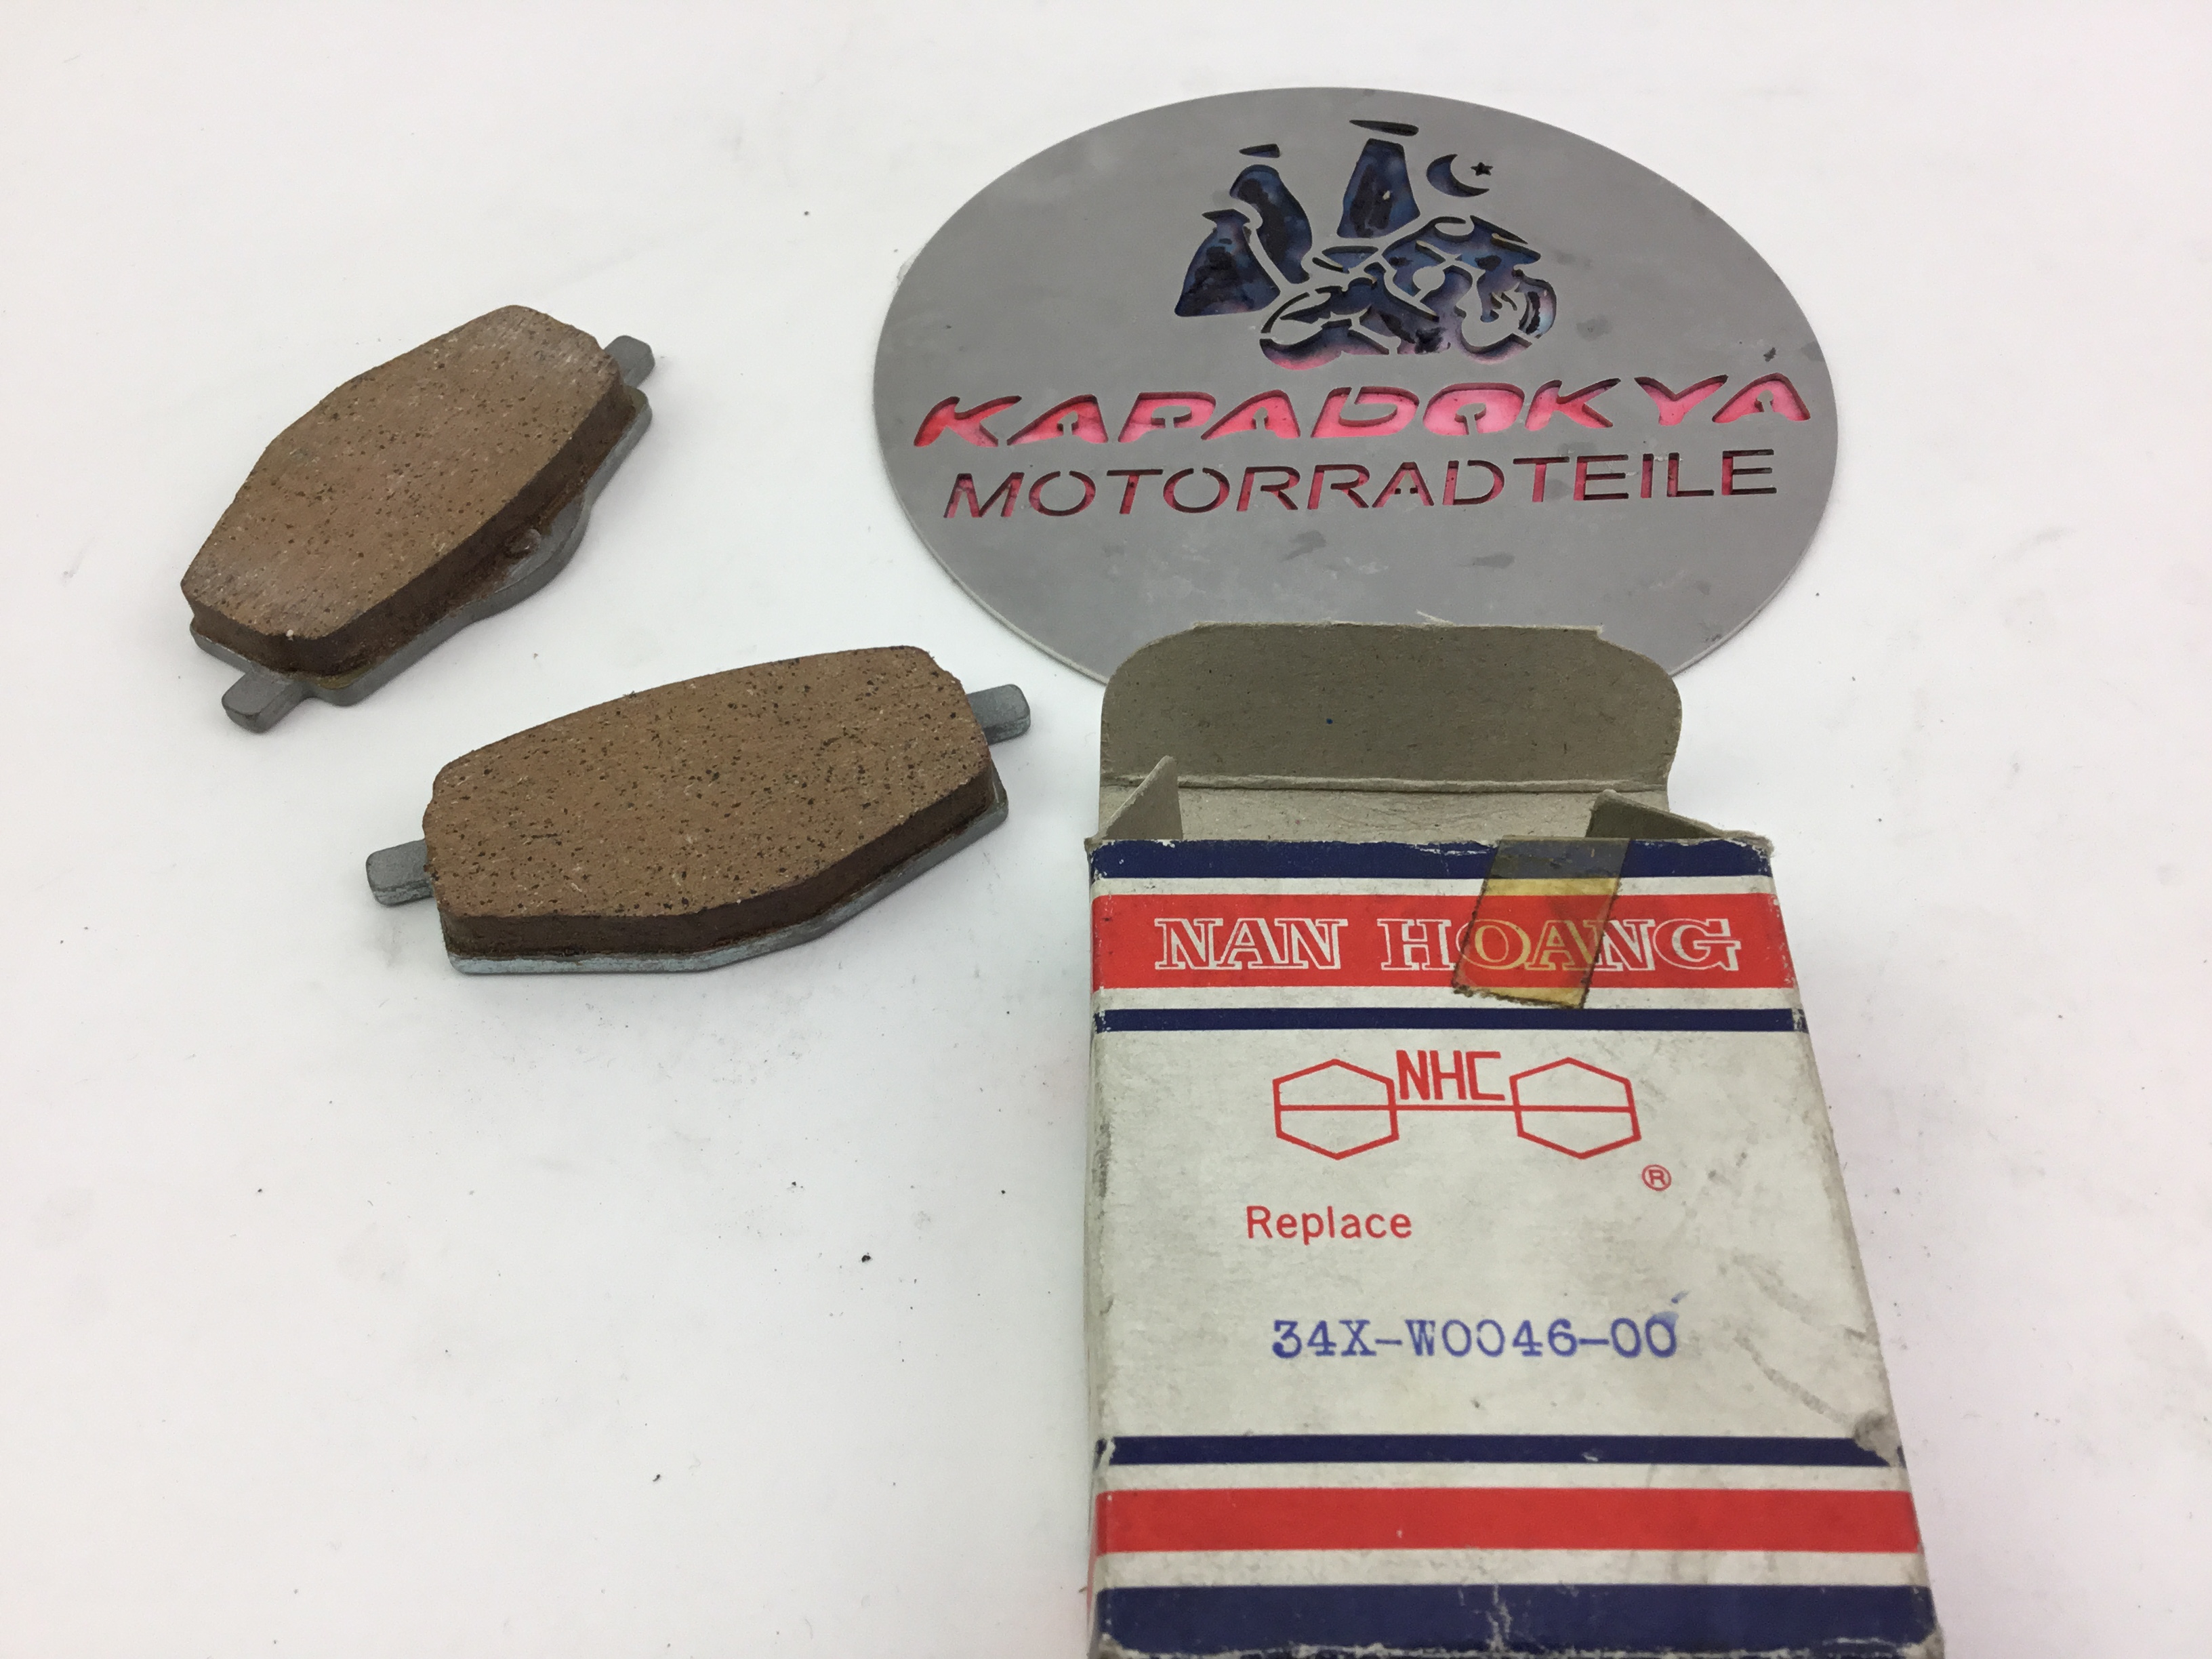 KAPADOKYA
MOTORRADTEILE
NAN HOANG
NHC
®
Replace
34X-W0046-00